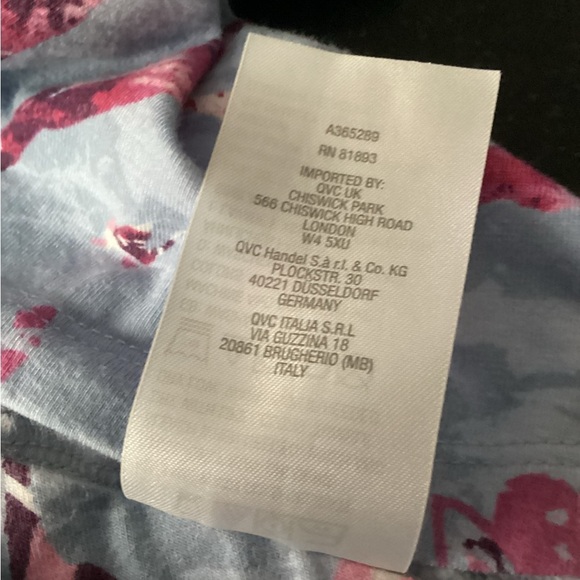 A365289
RN 81893
IMPORTED BY:
QVC UK
CHISWICK PARK
566 CHISWICK HIGH ROAD
LONDON
W4 5XU
QVC Handel S.à r.l. & Co. KG
PLOCKSTR. 30
40221 DÜSSELDORF
GERMANY
QVC ITALIA S.R.L
VIA GUZZINA 18
20861 BRUGHERIO (MB)
ITALY